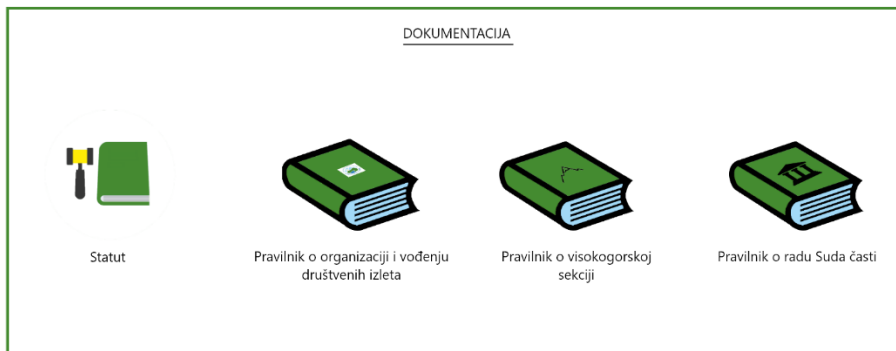 DOKUMENTACIJA
Statut
Pravilnik o organizaciji i vođenju
društvenih izleta
Pravilnik o visokogorskoj
sekciji
Pravilnik o radu Suda časti